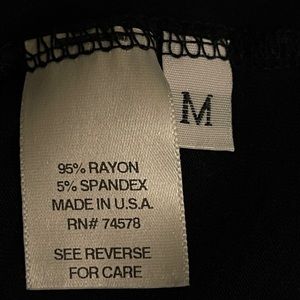 M
95% RAYON
5% SPANDEX
MADE IN U.S.A.
RN# 74578
SEE REVERSE
FOR CARE